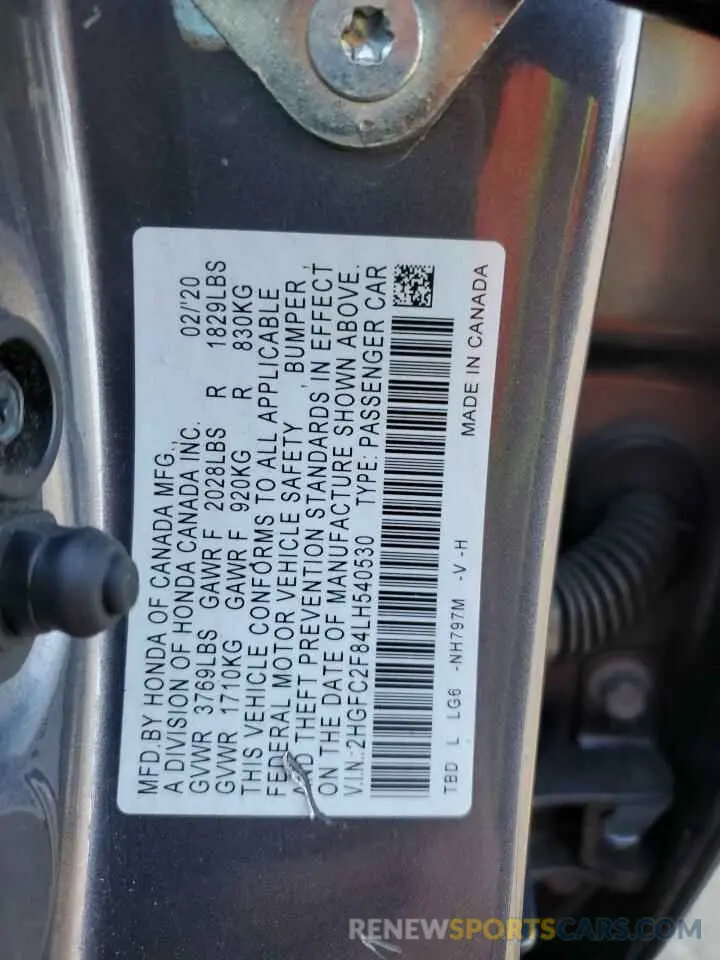 MFD.BY HONDA OF CANADA MFG., 02/'20
A DIVISION OF HONDA CANADA INC.
GVWR 3769LBS GAWR F 2028LBS R 1829LBS
GVWR 1710KG GAWR F 920KG R 830KG
THIS VEHICLE CONFORMS TO ALL APPLICABLE
FEDERAL MOTOR VEHICLE SAFETY, BUMPER,
AND THEFT PREVENTION STANDARDS IN EFFECT
ON THE DATE OF MANUFACTURE SHOWN ABOVE.
V.I.N.:2HGFC2F84LH540530 TYPE: PASSENGER CAR
TBD L LG6 -NH797M -V -H MADE IN CANADA
RENEWSPORTSCARS.COM